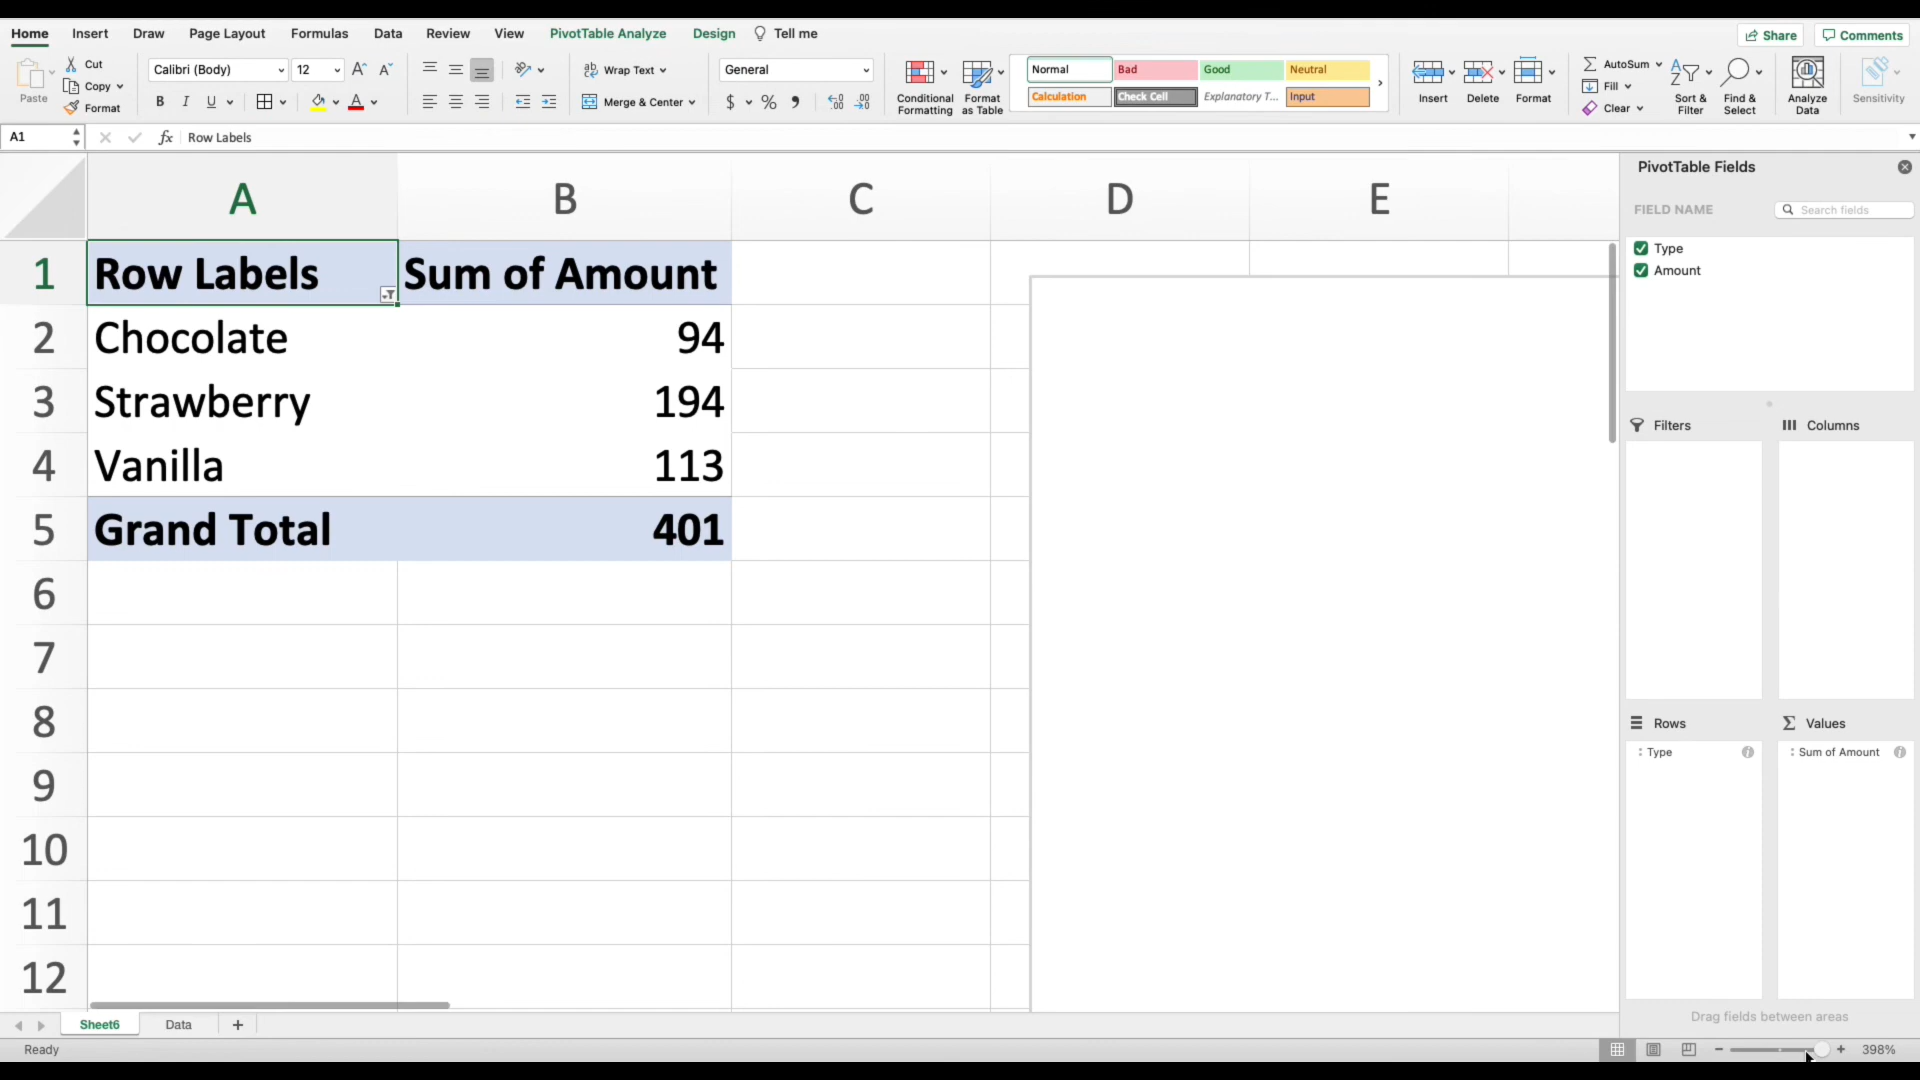 Home Insert Draw Page Layout Formulas Data Review View PivotTable Analyze Design Tell me Share Comments
Paste Cut Copy Format
Calibri (Body) 12
B I U
Wrap Text
Merge & Center
General
$ %
Conditional Formatting
Format as Table
Normal Bad Good Neutral
Calculation Check Cell Explanatory T... Input
Insert Delete Format
AutoSum
Fill
Clear
Sort & Filter
Find & Select
Analyze Data
Sensitivity
A1 fx Row Labels
A B C D E
1 Row Labels Sum of Amount
2 Chocolate 94
3 Strawberry 194
4 Vanilla 113
5 Grand Total 401
6
7
8
9
10
11
12
PivotTable Fields
FIELD NAME Search fields
Type
Amount
Filters Columns
Rows Values
Type Sum of Amount
Drag fields between areas
Sheet6 Data +
Ready 398%